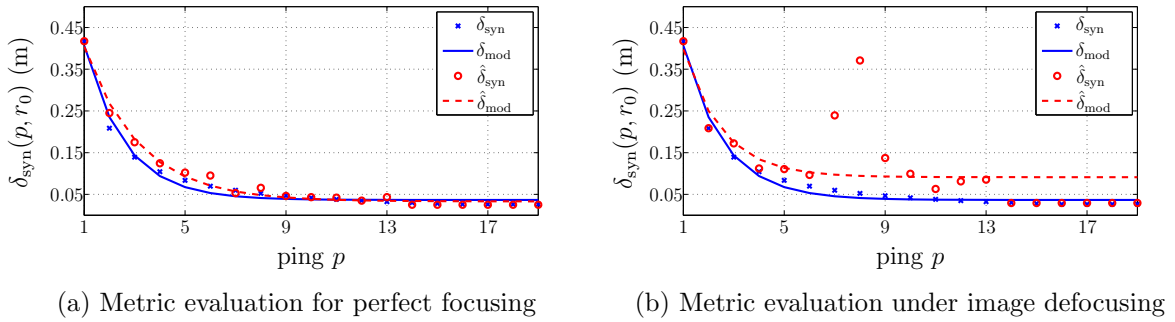 0.45
0.35
0.25
0.15
0.05
1
5
9
13
17
δsyn(p, r0) (m)
ping p
δsyn
δmod
δ̂syn
δ̂mod
(a) Metric evaluation for perfect focusing
0.45
0.35
0.25
0.15
0.05
1
5
9
13
17
δsyn(p, r0) (m)
ping p
δsyn
δmod
δ̂syn
δ̂mod
(b) Metric evaluation under image defocusing